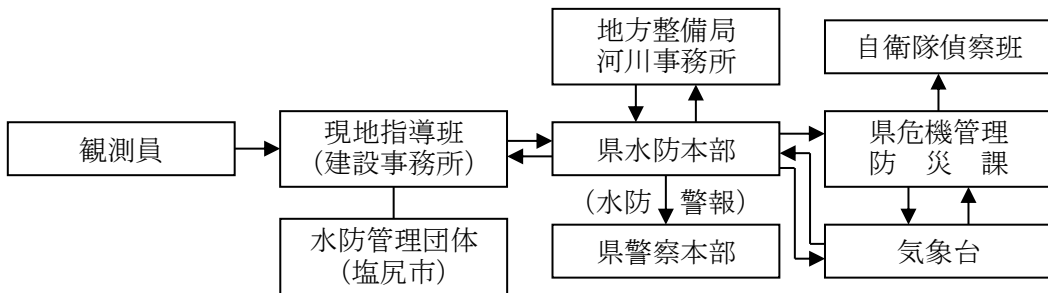 地方整備局
河川事務所
自衛隊偵察班
観測員
現地指導班
（建設事務所）
県水防本部
県危機管理
防　災　課
（水防　警報）
水防管理団体
（塩尻市）
県警察本部
気象台